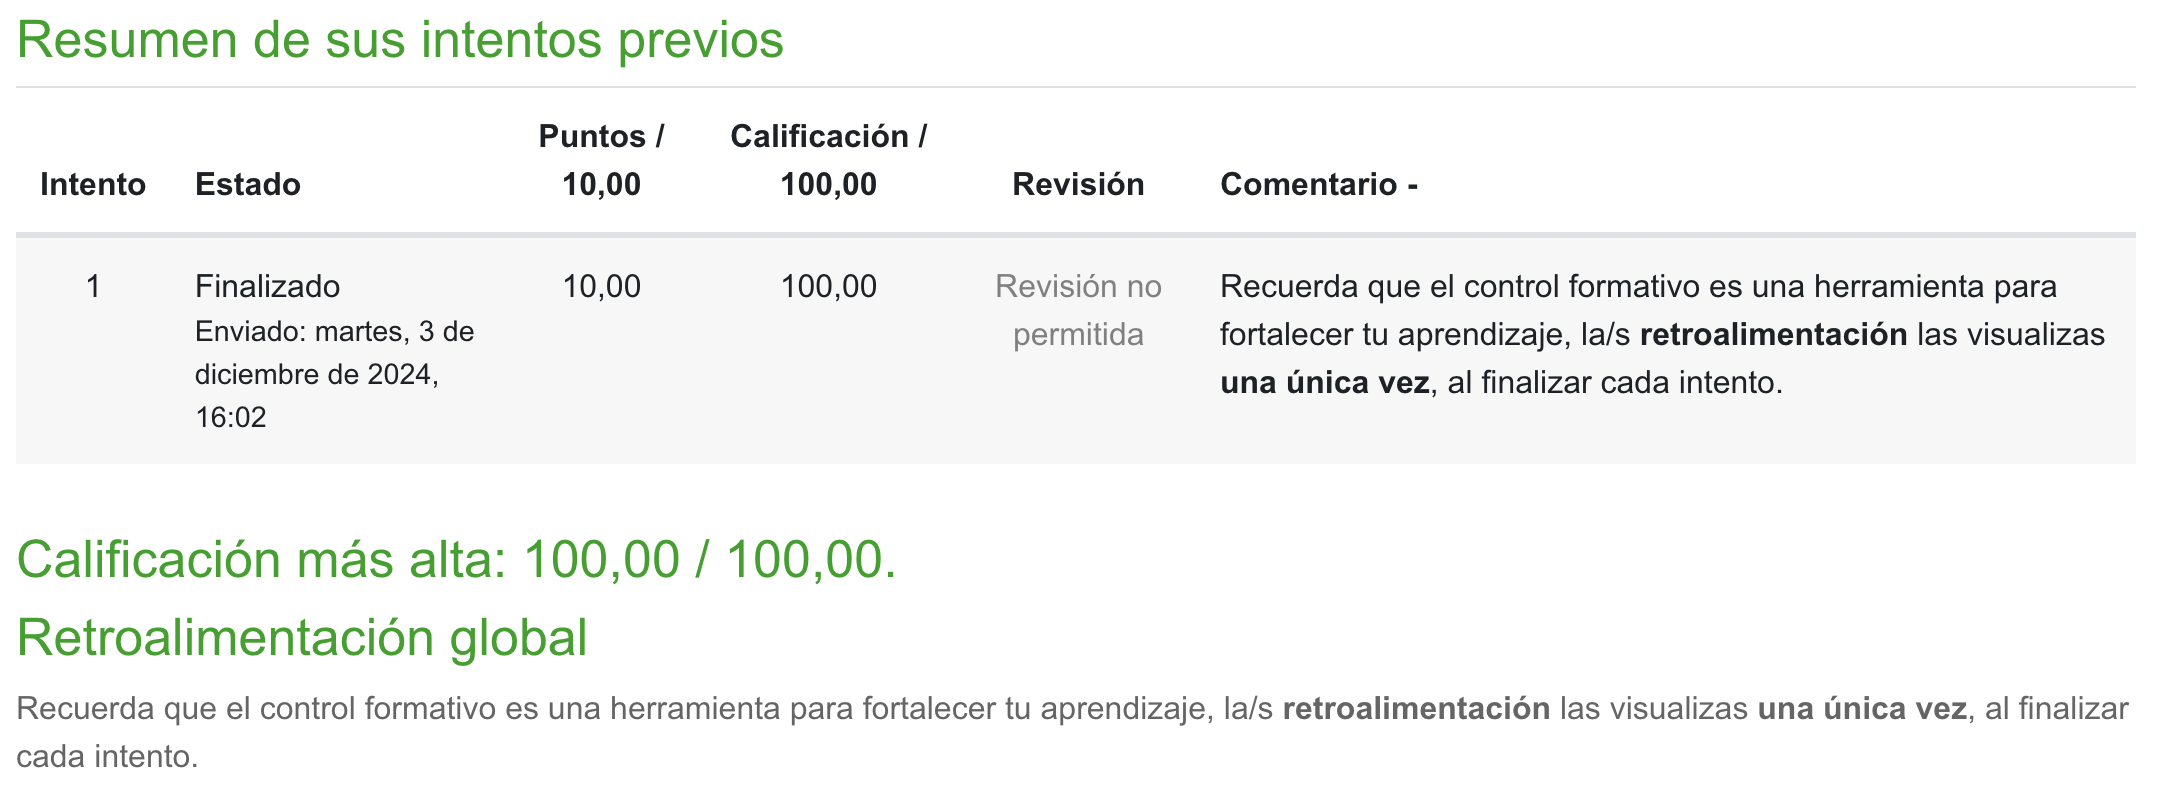 Resumen de sus intentos previos
Puntos / Calificación /
Intento Estado 10,00 100,00 Revisión Comentario -
1 Finalizado 10,00 100,00 Revisión no Recuerda que el control formativo es una herramienta para
Enviado: martes, 3 de permitida fortalecer tu aprendizaje, la/s retroalimentación las visualizas
diciembre de 2024, una única vez, al finalizar cada intento.
16:02
Calificación más alta: 100,00 / 100,00.
Retroalimentación global
Recuerda que el control formativo es una herramienta para fortalecer tu aprendizaje, la/s retroalimentación las visualizas una única vez, al finalizar
cada intento.